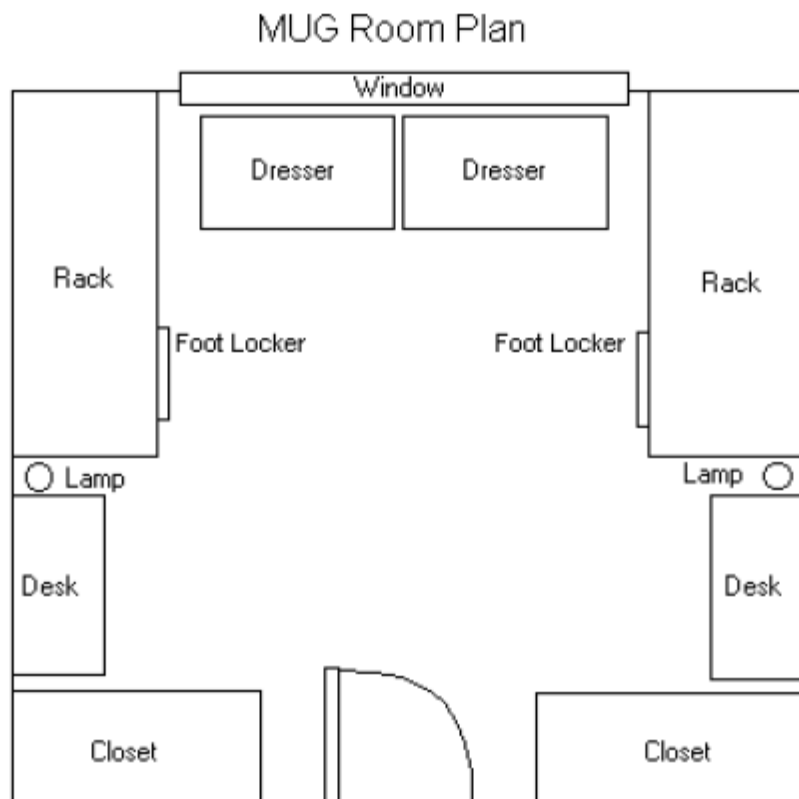 MUG Room Plan
Window
Dresser
Dresser
Rack
Rack
Foot Locker
Foot Locker
Lamp
Lamp
Desk
Desk
Closet
Closet